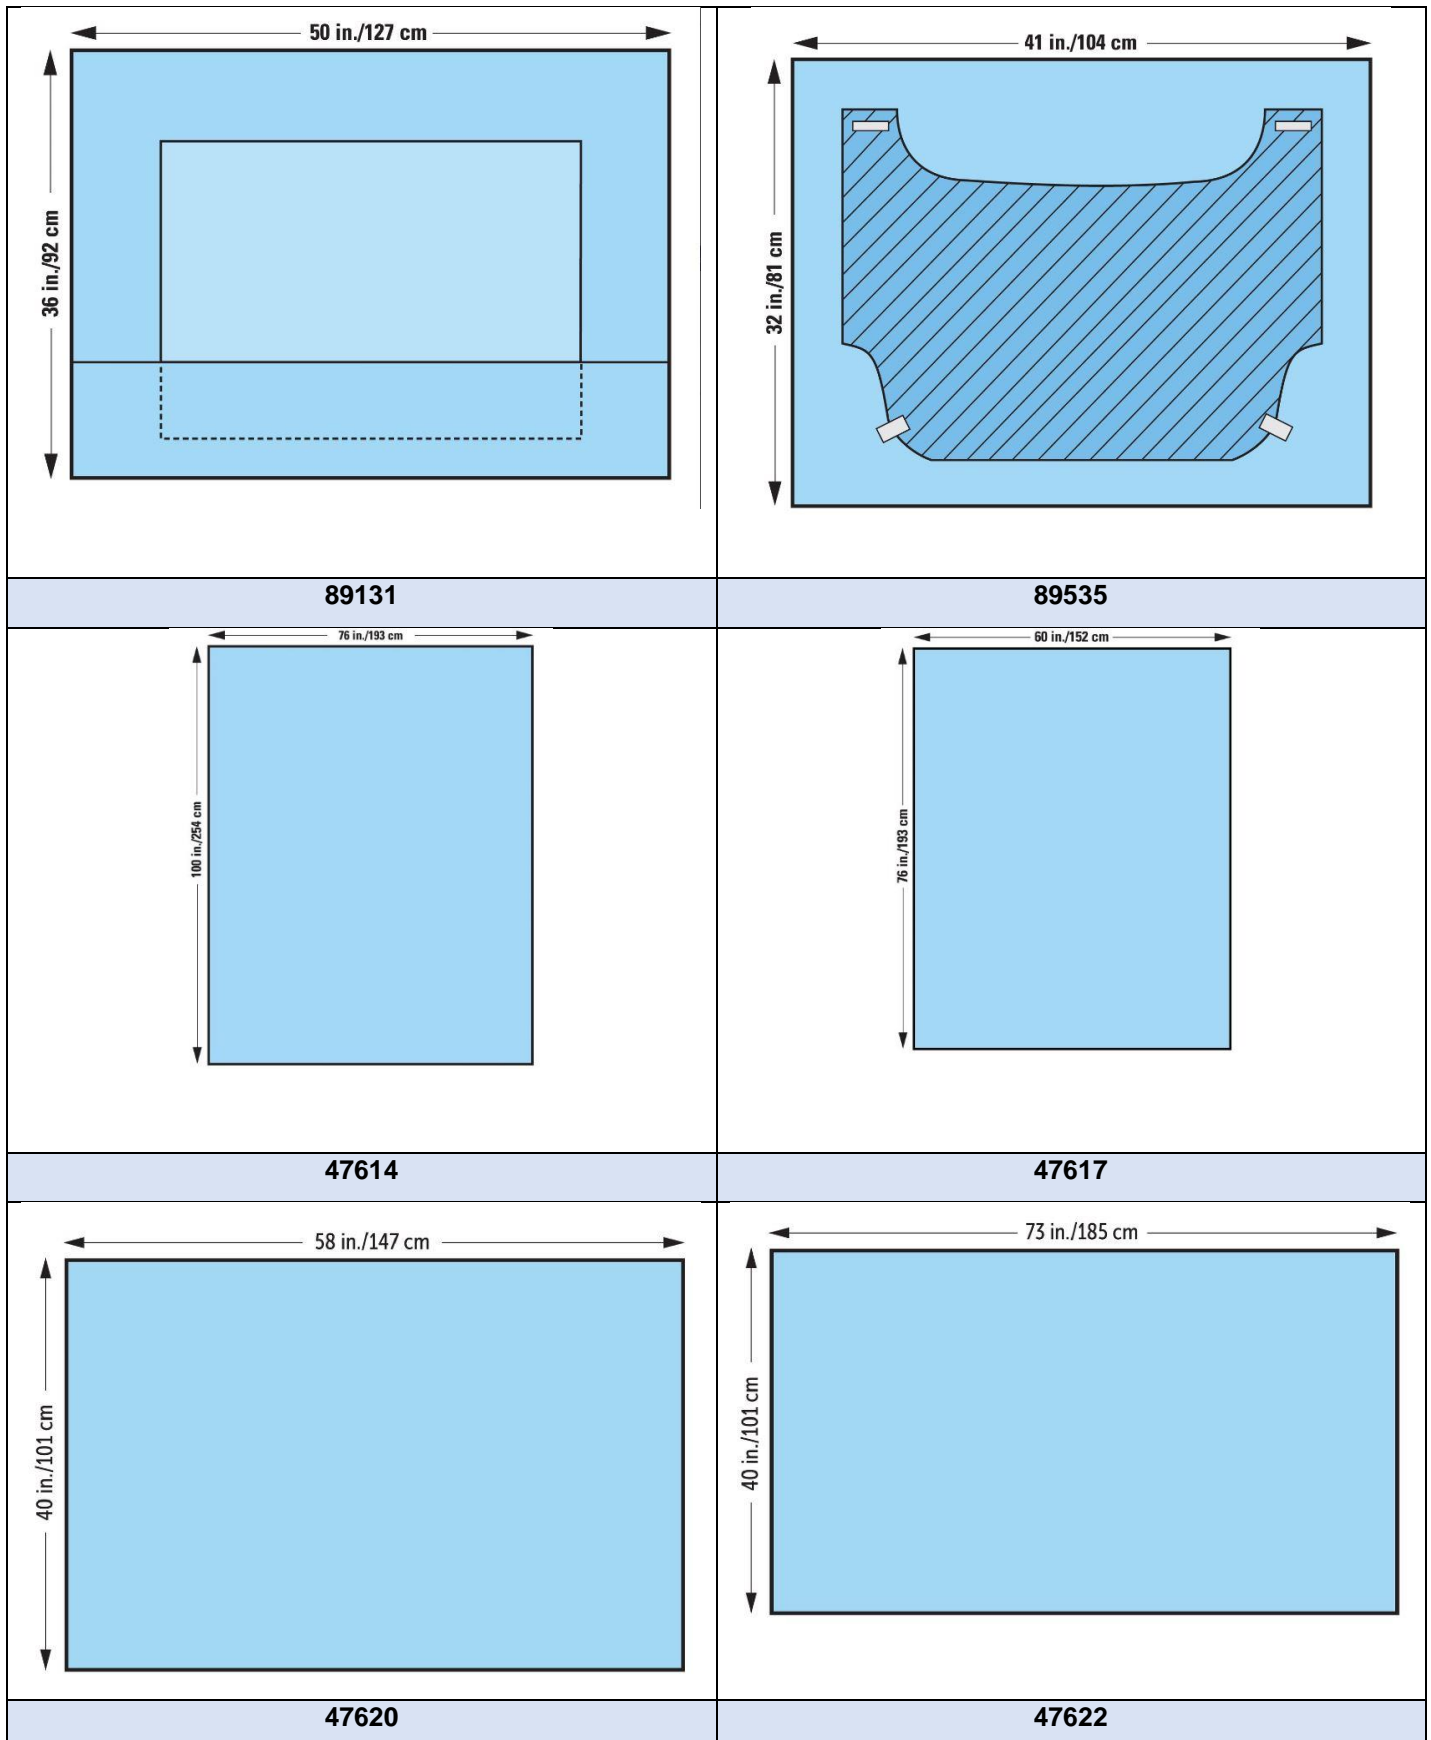 50 in./127 cm
36 in./92 cm
41 in./104 cm
32 in./81 cm
89131
89535
76 in./193 cm
100 in./254 cm
60 in./152 cm
76 in./193 cm
47614
47617
58 in./147 cm
40 in./101 cm
73 in./185 cm
40 in./101 cm
47620
47622